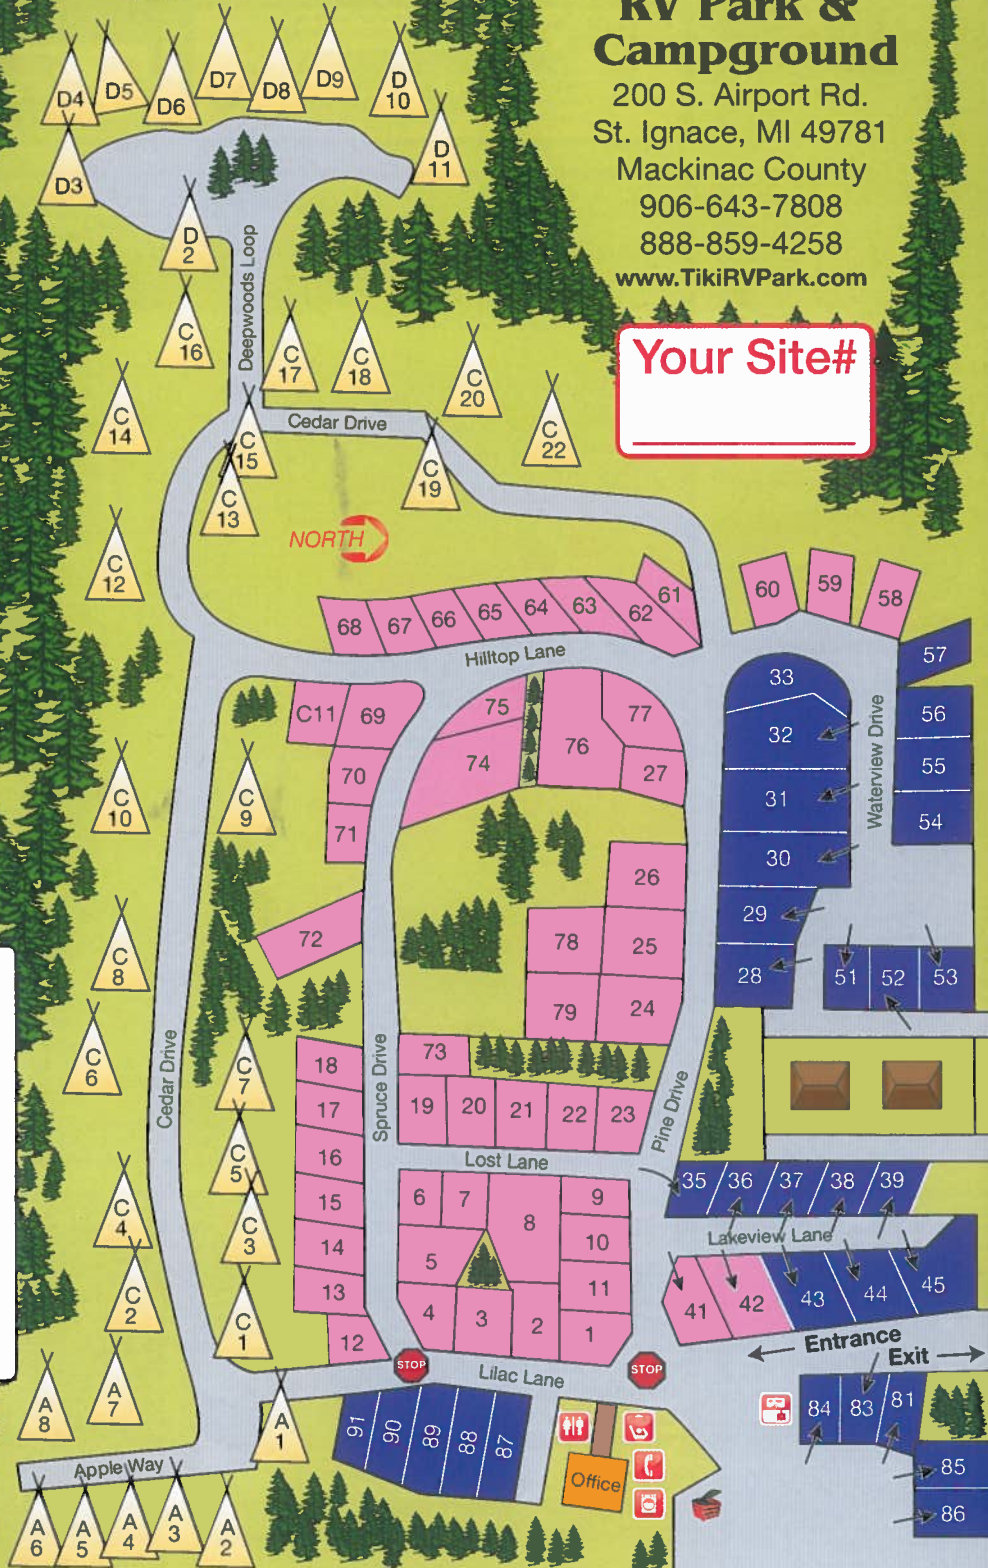 RV Park &
Campground
200 S. Airport Rd.
St. Ignace, MI 49781
Mackinac County
906-643-7808
888-859-4258
www.TikiRVPark.com
Your Site#
D4
D5
D6
D7
D8
D9
D
10
D
11
D3
D
2
Deepwoods Loop
C
16
C
17
C
18
C
20
C
22
C
14
C
15
Cedar Drive
C
13
C
19
NORTH
C
12
68
67
66
65
64
63
62
61
60
59
58
57
Hilltop Lane
33
C11
69
75
77
32
56
76
74
Waterview Drive
70
27
55
C
10
C
9
31
54
71
30
26
29
72
78
25
C
8
28
51
52
53
79
24
C
6
C
7
18
73
Cedar Drive
Spruce Drive
Pine Drive
17
19
20
21
22
23
C
5
16
Lost Lane
35
36
37
38
39
15
6
7
8
9
C
4
C
3
14
5
10
Lakeview Lane
13
11
41
42
43
44
45
C
2
C
1
12
4
3
2
1
STOP
STOP
Entrance
Exit
Lilac Lane
A
8
A
7
A
1
91
90
89
88
87
84
83
81
Office
Apple Way
85
86
A
6
A
5
A
4
A
3
A
2